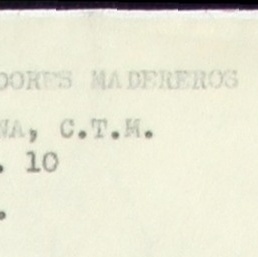 DORES MADEREROS
NA, C.T.M.
. 10
.